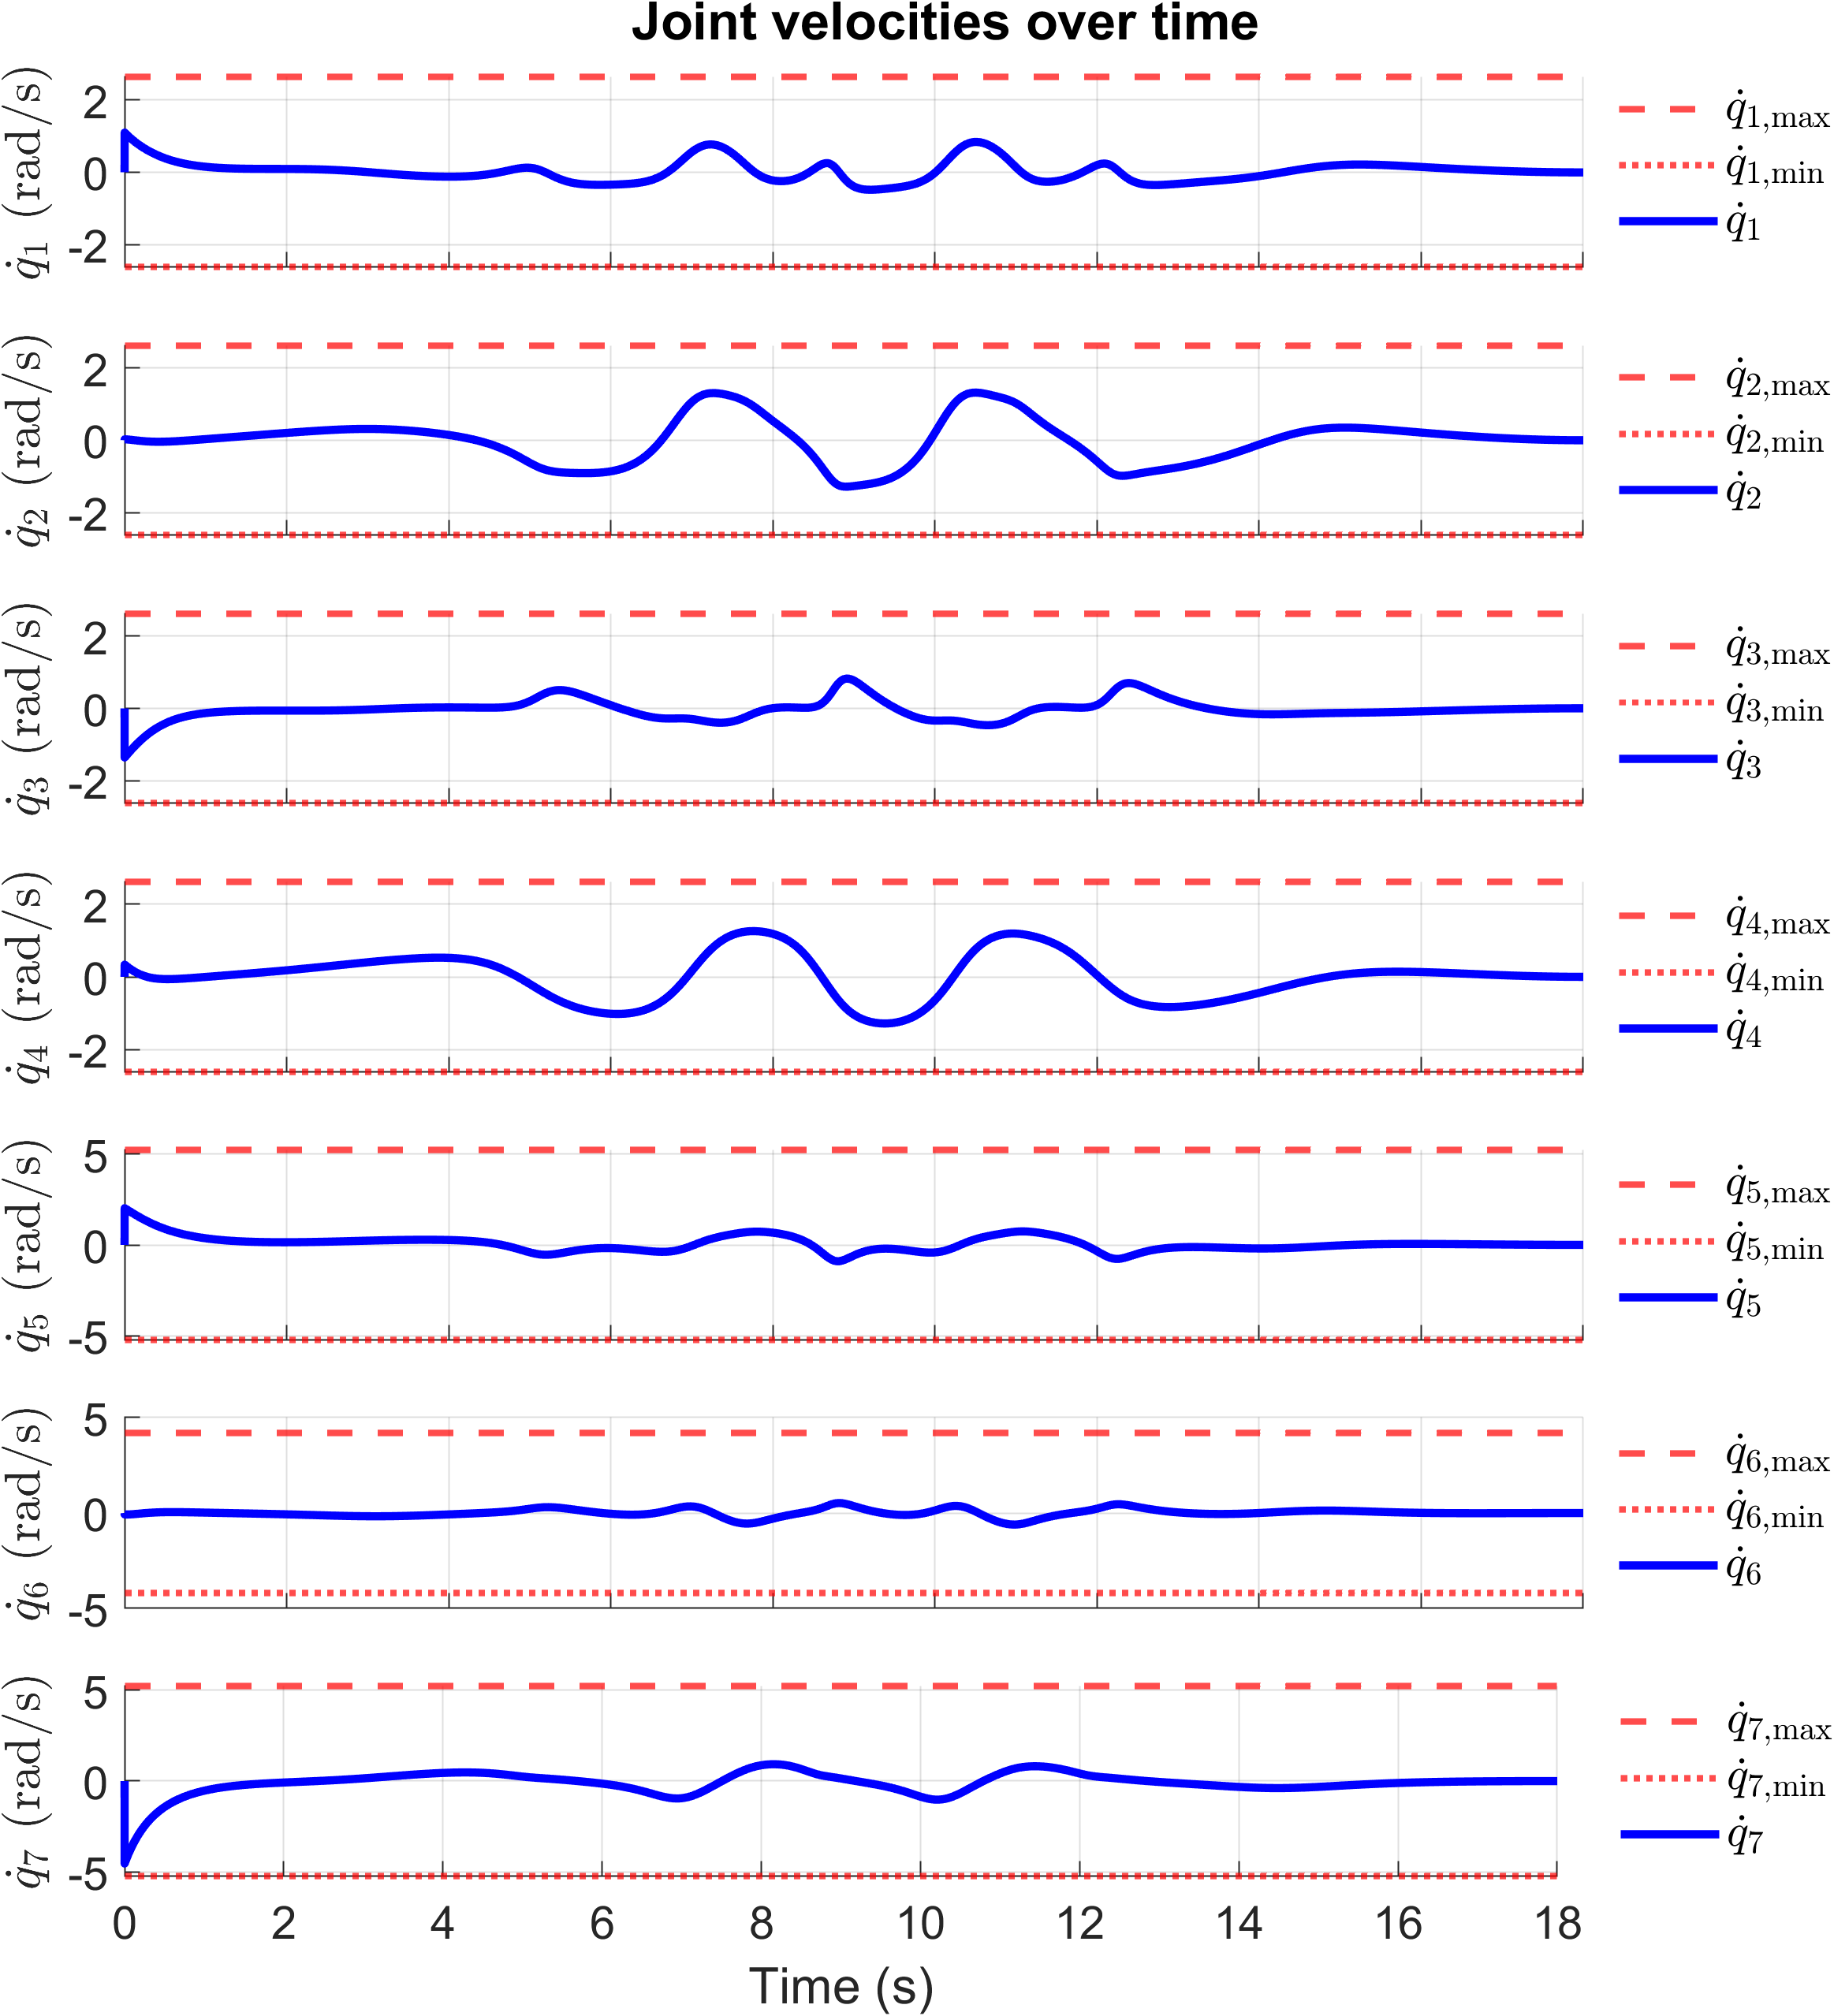 Joint velocities over time
q̇1 (rad/s)
2
0
-2
q̇1,max
q̇1,min
q̇1
q̇2 (rad/s)
2
0
-2
q̇2,max
q̇2,min
q̇2
q̇3 (rad/s)
2
0
-2
q̇3,max
q̇3,min
q̇3
q̇4 (rad/s)
2
0
-2
q̇4,max
q̇4,min
q̇4
q̇5 (rad/s)
5
0
-5
q̇5,max
q̇5,min
q̇5
q̇6 (rad/s)
5
0
-5
q̇6,max
q̇6,min
q̇6
q̇7 (rad/s)
5
0
-5
q̇7,max
q̇7,min
q̇7
0 2 4 6 8 10 12 14 16 18
Time (s)